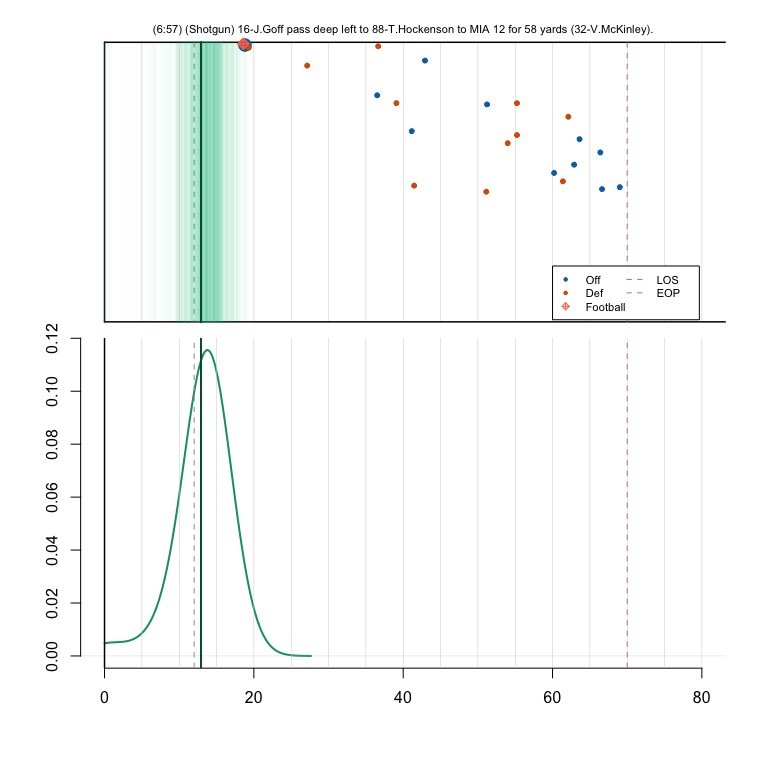 (6:57) (Shotgun) 16-J.Goff pass deep left to 88-T.Hockenson to MIA 12 for 58 yards (32-V.McKinley).
Off LOS
Def EOP
Football
0.12
0.10
0.08
0.06
0.04
0.02
0.00
0 20 40 60 80